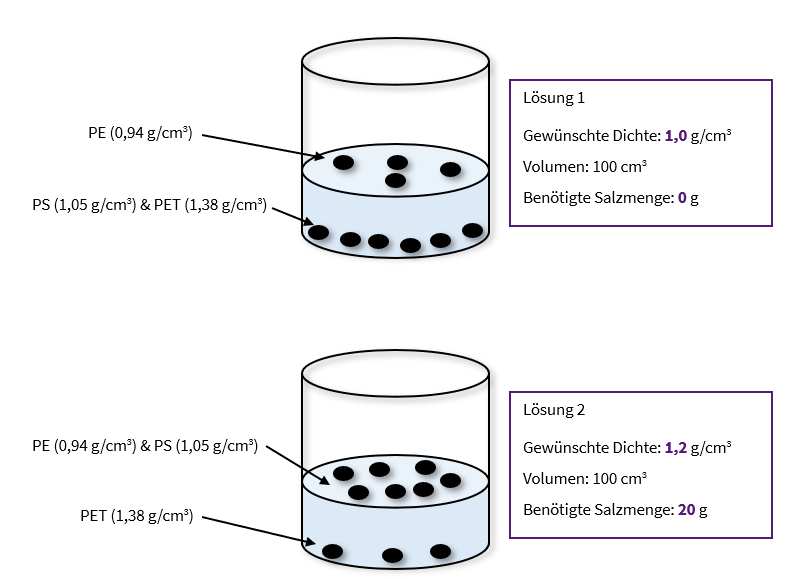 Lösung 1
PE (0,94 g/cm³)
Gewünschte Dichte: 1,0 g/cm³
Volumen: 100 cm³
PS (1,05 g/cm³) & PET (1,38 g/cm³)
Benötigte Salzmenge: 0 g
Lösung 2
PE (0,94 g/cm³) & PS (1,05 g/cm³)
Gewünschte Dichte: 1,2 g/cm³
Volumen: 100 cm³
Benötigte Salzmenge: 20 g
PET (1,38 g/cm³)